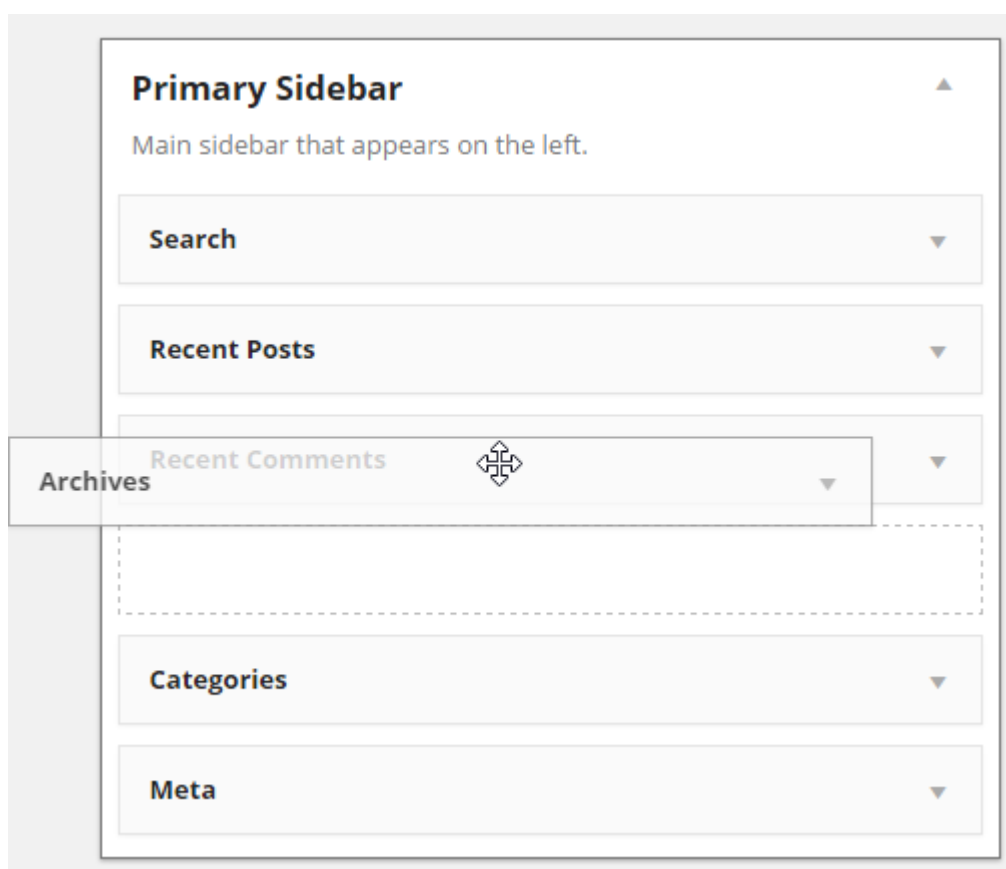 Primary Sidebar
Main sidebar that appears on the left.
Search
Recent Posts
Recent Comments
Archives
Categories
Meta